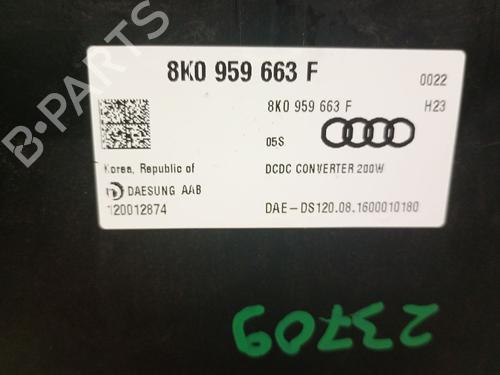 8K0 959 663 F
0022
8K0 959 663 F
H23
05S
Korea, Republic of
DCDC CONVERTER 200W
DAESUNG AAB
120012874
DAE-DS120.08.1600010180
23709
B-PARTS